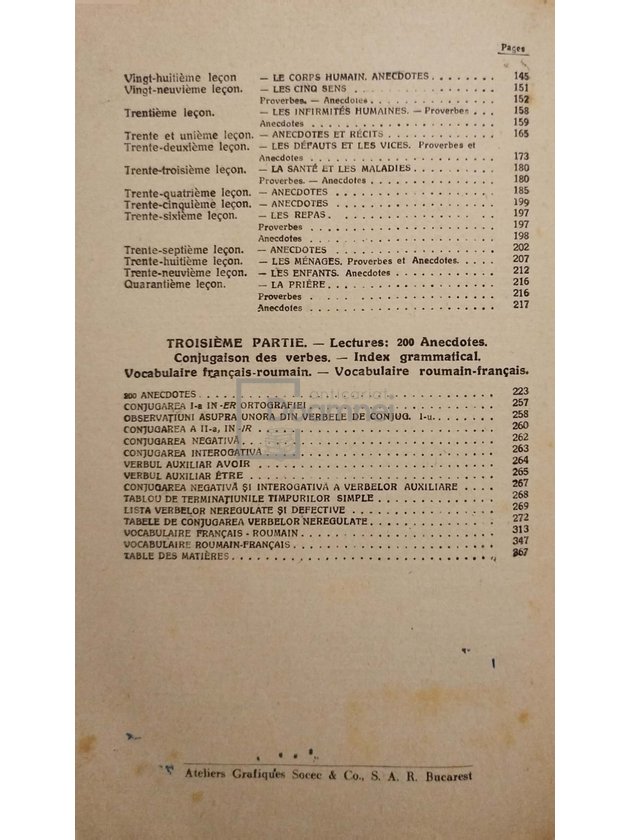 Pages
Vingt-huitième leçon — LE CORPS HUMAIN, ANECDOTES . . . . . . . . 145
Vingt-neuvième leçon. — LES CINQ SENS . . . . . . . . 151
Proverbes. — Anecdotes . . . . . . . . 152
Trentième leçon. — LES INFIRMITÉS HUMAINES. — Proverbes . . . 158
Anecdotes . . . . . . . . 159
Trente et unième leçon. — ANECDOTES ET RÉCITS . . . . . . . . 165
Trente-deuxième leçon. — LES DÉFAUTS ET LES VICES. Proverbes et
Anecdotes . . . . . . . . 173
Trente-troisième leçon. — LA SANTÉ ET LES MALADIES . . . . . . . . 180
Proverbes. — Anecdotes . . . . . . . . 180
Trente-quatrième leçon. — ANECDOTES . . . . . . . . 185
Trente-cinquième leçon. — ANECDOTES . . . . . . . . 199
Trente-sixième leçon. — LES REPAS. . . . . . . . . 197
Proverbes . . . . . . . . 197
Anecdotes . . . . . . . . 198
Trente-septième leçon. — ANECDOTES . . . . . . . . 202
Trente-huitième leçon. — LES MÉNAGES. Proverbes et Anecdotes. . . . . 207
Trente-neuvième leçon. — LES ENFANTS. Anecdotes . . . . . . . . 212
Quarantième leçon. — LA PRIÈRE . . . . . . . . 216
Proverbes . . . . . . . . 216
Anecdotes . . . . . . . . 217
TROISIÈME PARTIE. — Lectures: 200 Anecdotes.
Conjugaison des verbes. — Index grammatical.
Vocabulaire français-roumain. — Vocabulaire roumain-français.
200 ANECDOTES . . . . . . . . 223
CONJUGAREA I-a IN -ER ORTOGRAFIEI . . . . . . . . 257
OBSERVAȚIUNI ASUPRA UNORA DIN VERBELE DE CONJUG. I-u . . . . 258
CONJUGAREA A II-a, IN -IR . . . . . . . . 260
CONJUGAREA NEGATIVĂ . . . . . . . . 262
CONJUGAREA INTEROGATIVĂ . . . . . . . . 263
VERBUL AUXILIAR AVOIR . . . . . . . . 264
VERBUL AUXILIAR ÊTRE . . . . . . . . 265
CONJUGAREA NEGATIVĂ ȘI INTEROGATIVĂ A VERBELOR AUXILIARE . . . 267
TABLOU DE TERMINAȚIUNILE TIMPURILOR SIMPLE . . . . . . . . 268
LISTA VERBELOR NEREGULATE ȘI DEFECTIVE . . . . . . . . 269
TABELE DE CONJUGAREA VERBELOR NEREGULATE . . . . . . . . 272
VOCABULAIRE FRANÇAIS - ROUMAIN . . . . . . . . 313
VOCABULAIRE ROUMAIN-FRANÇAIS . . . . . . . . 347
TABLE DES MATIÈRES . . . . . . . . 367
anticariat
Ateliers Grafiques Socec & Co., S. A. R. Bucarest